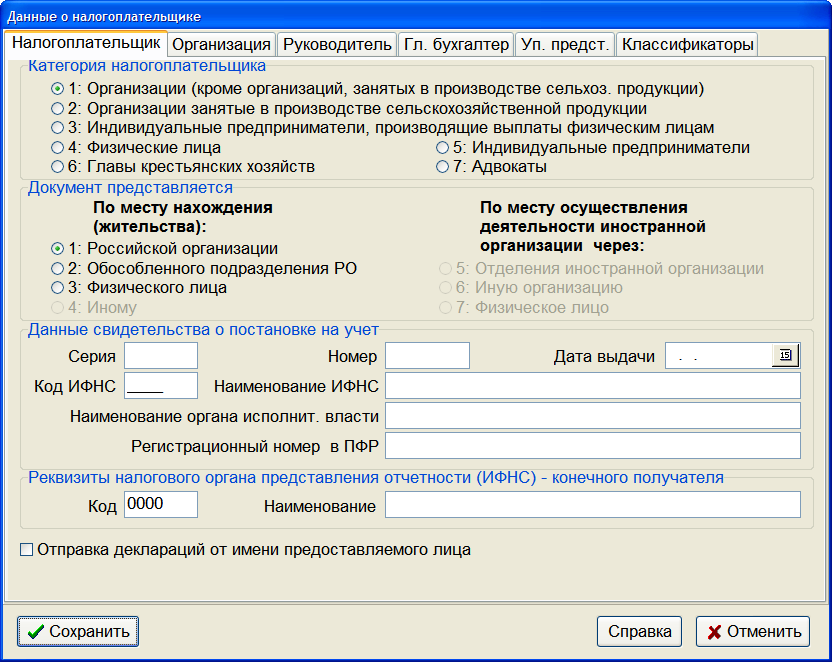 Данные о налогоплательщике
Налогоплательщик Организация Руководитель Гл. бухгалтер Уп. предст. Классификаторы
Категория налогоплательщика
1: Организации (кроме организаций, занятых в производстве сельхоз. продукции)
2: Организации занятые в производстве сельскохозяйственной продукции
3: Индивидуальные предприниматели, производящие выплаты физическим лицам
4: Физические лица 5: Индивидуальные предприниматели
6: Главы крестьянских хозяйств 7: Адвокаты
Документ представляется
По месту нахождения
(жительства):
1: Российской организации
2: Обособленного подразделения РО
3: Физического лица
4: Иному
По месту осуществления
деятельности иностранной
организации через:
5: Отделения иностранной организации
6: Иную организацию
7: Физическое лицо
Данные свидетельства о постановке на учет
Серия Номер Дата выдачи . . 15
Код ИФНС ____ Наименование ИФНС
Наименование органа исполнит. власти
Регистрационный номер в ПФР
Реквизиты налогового органа представления отчетности (ИФНС) - конечного получателя
Код 0000 Наименование
Отправка деклараций от имени предоставляемого лица
Сохранить Справка Отменить